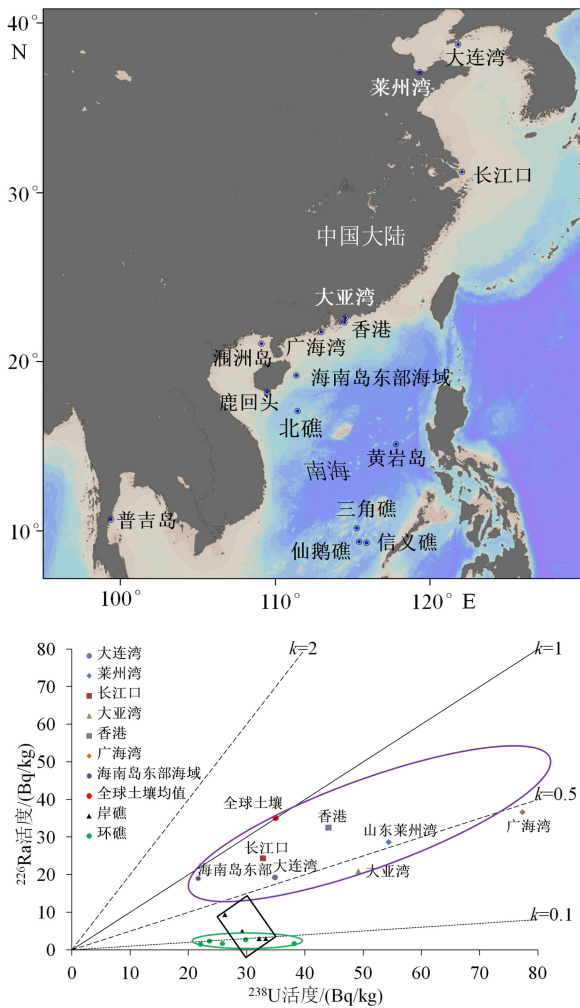 40°
N
大连湾
莱州湾
30°
长江口
中国大陆
大亚湾
香港
广海湾
涠洲岛
20°
海南岛东部海域
鹿回头
北礁
黄岩岛
南海
三角礁
普吉岛
10°
信义礁
仙鹅礁
100°
110°
120° E
80
70
60
50
40
30
20
10
0
²²⁶Ra活度/(Bq/kg)
大连湾
莱州湾
长江口
大亚湾
香港
广海湾
海南岛东部海域
全球土壤均值
岸礁
环礁
k=2
k=1
k=0.5
k=0.1
全球土壤
香港
山东莱州湾
广海湾
长江口
海南岛东部
大连湾
大亚湾
0
10
20
30
40
50
60
70
80
²³⁸U活度/(Bq/kg)